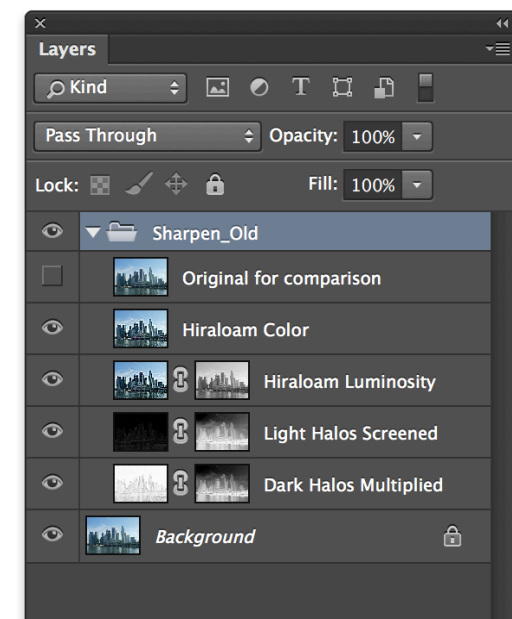 Layers
Kind
Pass Through Opacity: 100%
Lock: Fill: 100%
Sharpen_Old
Original for comparison
Hiraloam Color
Hiraloam Luminosity
Light Halos Screened
Dark Halos Multiplied
Background